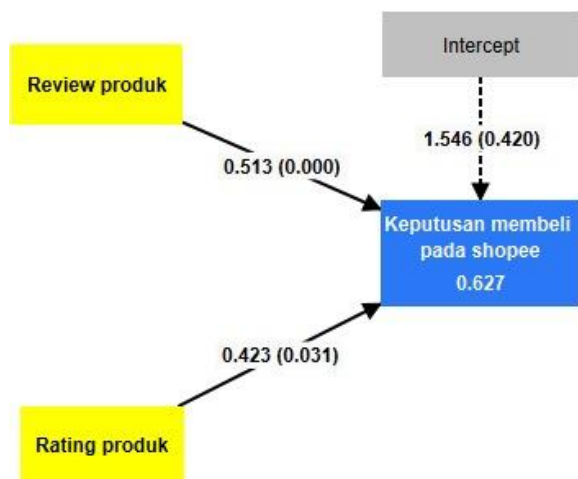 Intercept
Review produk
1.546 (0.420)
0.513 (0.000)
Keputusan membeli
pada shopee
0.627
0.423 (0.031)
Rating produk